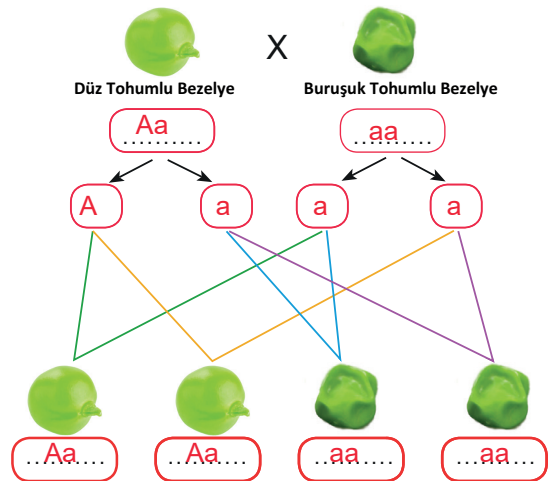 X
Düz Tohumlu Bezelye Buruşuk Tohumlu Bezelye
Aa aa
A a a a
Aa Aa aa aa